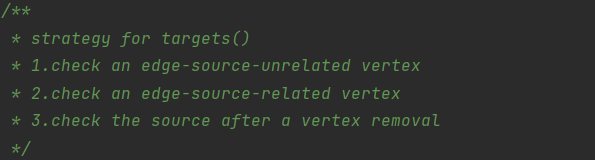 /**
* strategy for targets()
* 1.check an edge-source-unrelated vertex
* 2.check an edge-source-related vertex
* 3.check the source after a vertex removal
*/